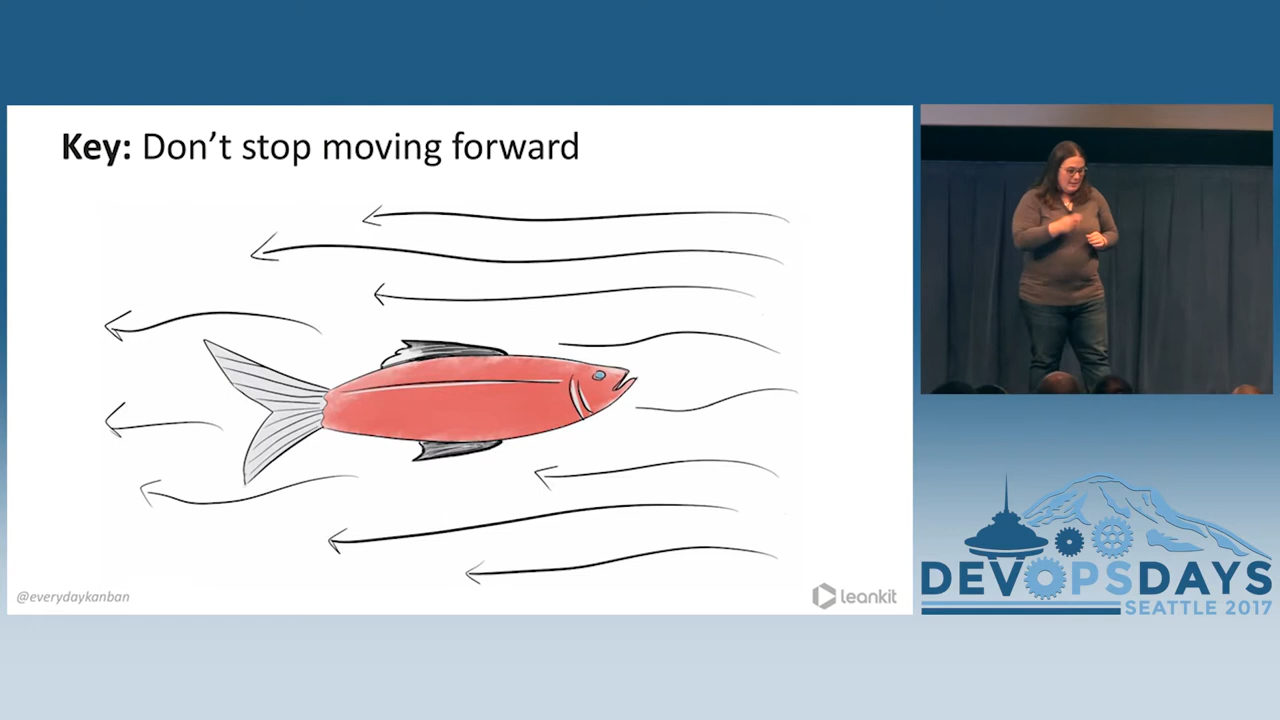 Key: Don't stop moving forward
@everydaykanban
leankit
DEVOPSDAYS
SEATTLE 2017